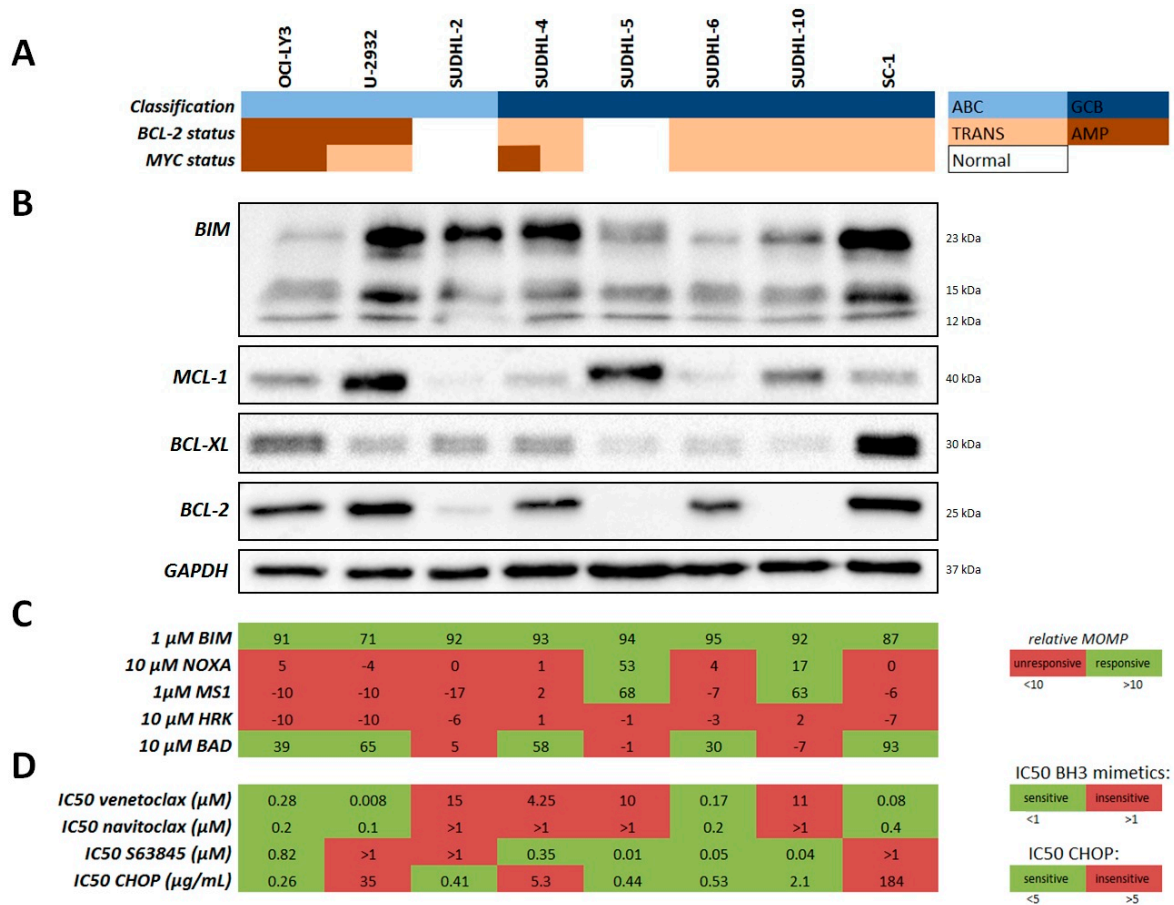 A
OCI-LY3 U-2932 SUDHL-2 SUDHL-4 SUDHL-5 SUDHL-6 SUDHL-10 SC-1
Classification ABC GCB
BCL-2 status TRANS AMP
MYC status Normal
B
BIM 23 kDa
15 kDa
12 kDa
MCL-1 40 kDa
BCL-XL 30 kDa
BCL-2 25 kDa
GAPDH 37 kDa
C
1 µM BIM 91 71 92 93 94 95 92 87 relative MOMP
10 µM NOXA 5 -4 0 1 53 4 17 0 unresponsive responsive
1µM MS1 -10 -10 -17 2 68 -7 63 -6 <10 >10
10 µM HRK -10 -10 -6 1 -1 -3 2 -7
10 µM BAD 39 65 5 58 -1 30 -7 93
D
IC50 BH3 mimetics:
IC50 venetoclax (µM) 0.28 0.008 15 4.25 10 0.17 11 0.08 sensitive insensitive
IC50 navitoclax (µM) 0.2 0.1 >1 >1 >1 0.2 >1 0.4 <1 >1
IC50 S63845 (µM) 0.82 >1 >1 0.35 0.01 0.05 0.04 >1 IC50 CHOP:
IC50 CHOP (µg/mL) 0.26 35 0.41 5.3 0.44 0.53 2.1 184 sensitive insensitive
<5 >5